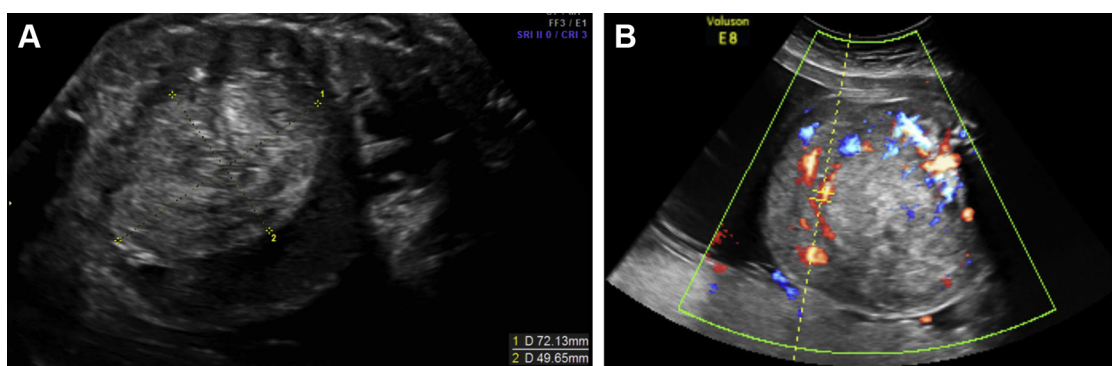 A
FF3 / E1
SRI II 0 / CRI 3
1
2
1 D 72.13mm
2 D 49.65mm
B
Voluson
E8